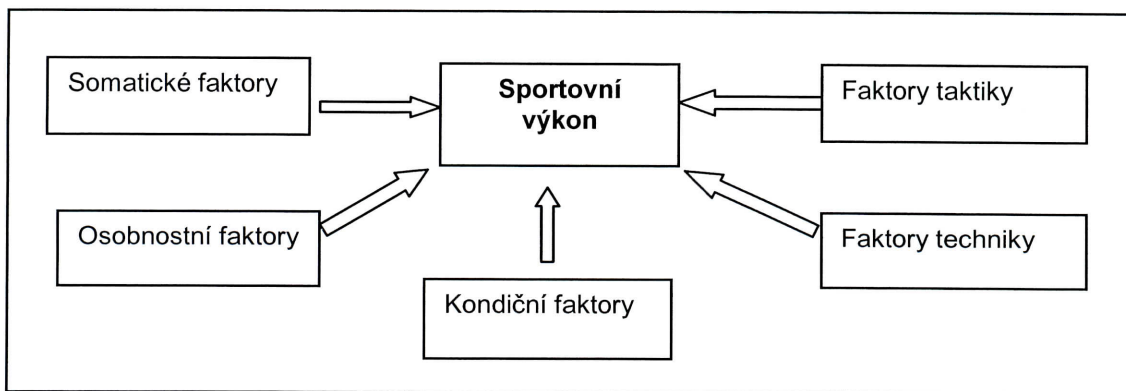 Somatické faktory
Sportovní
výkon
Faktory taktiky
Osobnostní faktory
Faktory techniky
Kondiční faktory